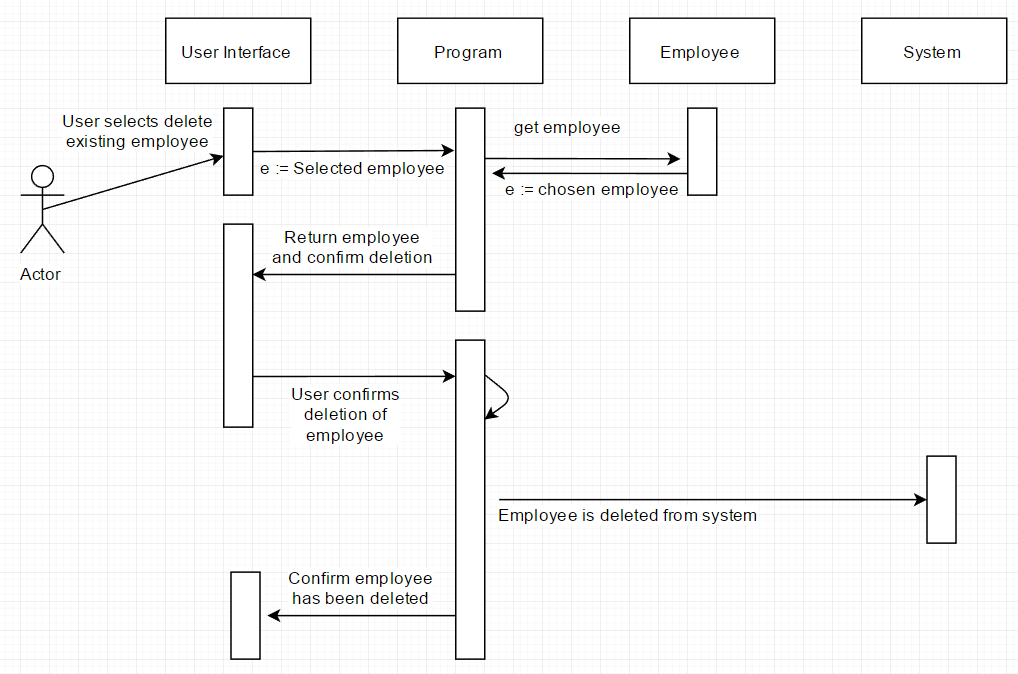 User Interface
Program
Employee
System
User selects delete
existing employee
get employee
e := Selected employee
e := chosen employee
Return employee
and confirm deletion
Actor
User confirms
deletion of
employee
Employee is deleted from system
Confirm employee
has been deleted